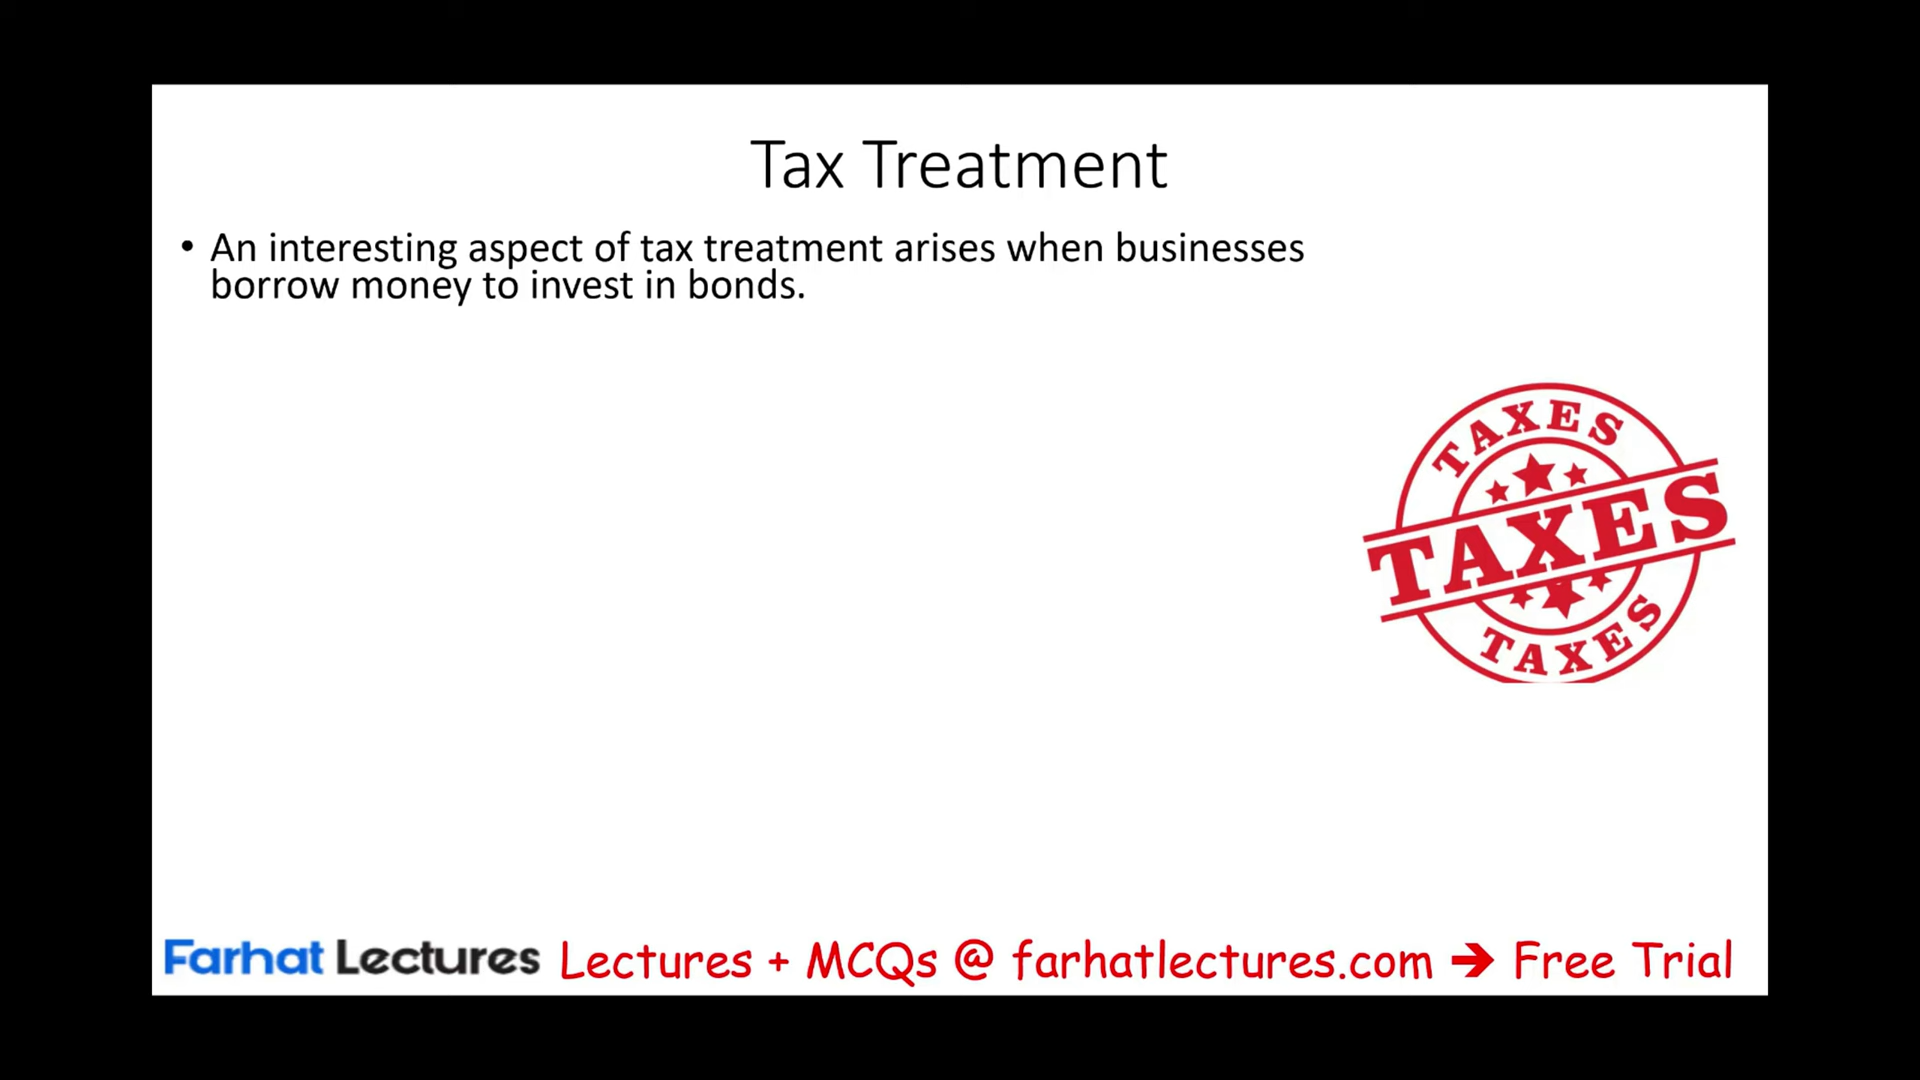 Tax Treatment
• An interesting aspect of tax treatment arises when businesses
borrow money to invest in bonds.
TAXES
TAXES
TAXES
Farhat Lectures Lectures + MCQs @ farhatlectures.com ➔ Free Trial